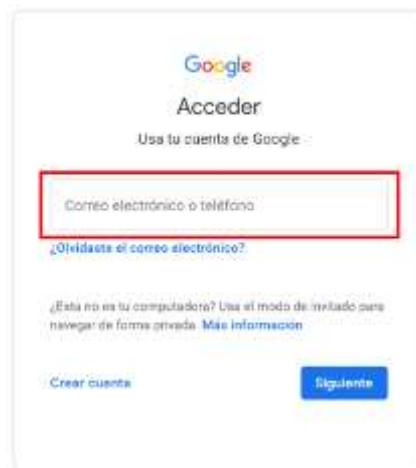 Google
Acceder
Usa tu cuenta de Google
Correo electrónico o teléfono
¿Olvidaste el correo electrónico?
¿Esta no es tu computadora? Usa el modo de invitado para
navegar de forma privada. Más información
Crear cuenta
Siguiente